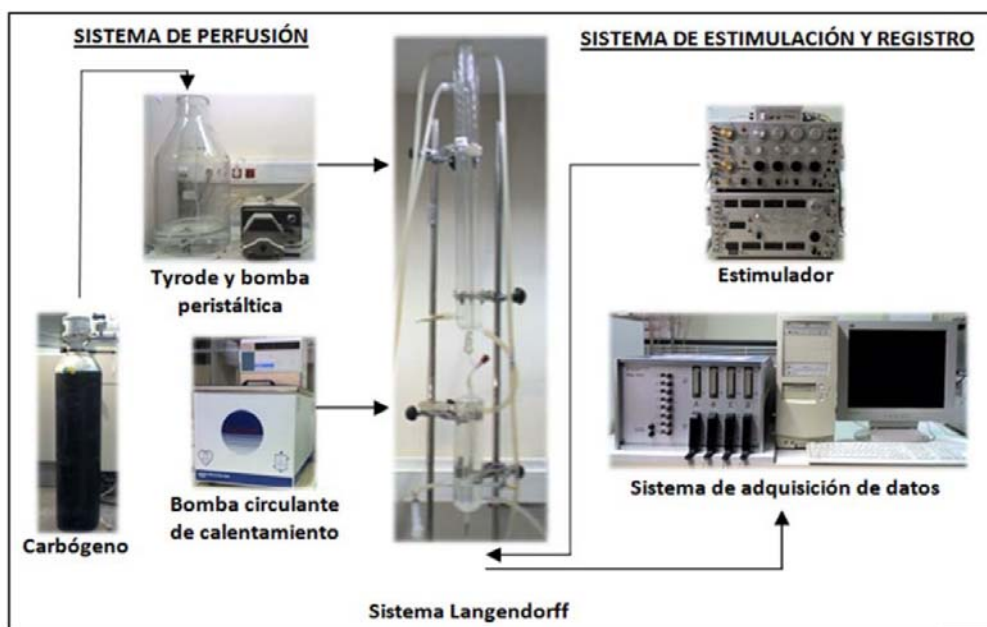 SISTEMA DE PERFUSIÓN
SISTEMA DE ESTIMULACIÓN Y REGISTRO
Tyrode y bomba
peristáltica
Estimulador
Carbógeno
Bomba circulante
de calentamiento
Sistema de adquisición de datos
Sistema Langendorff